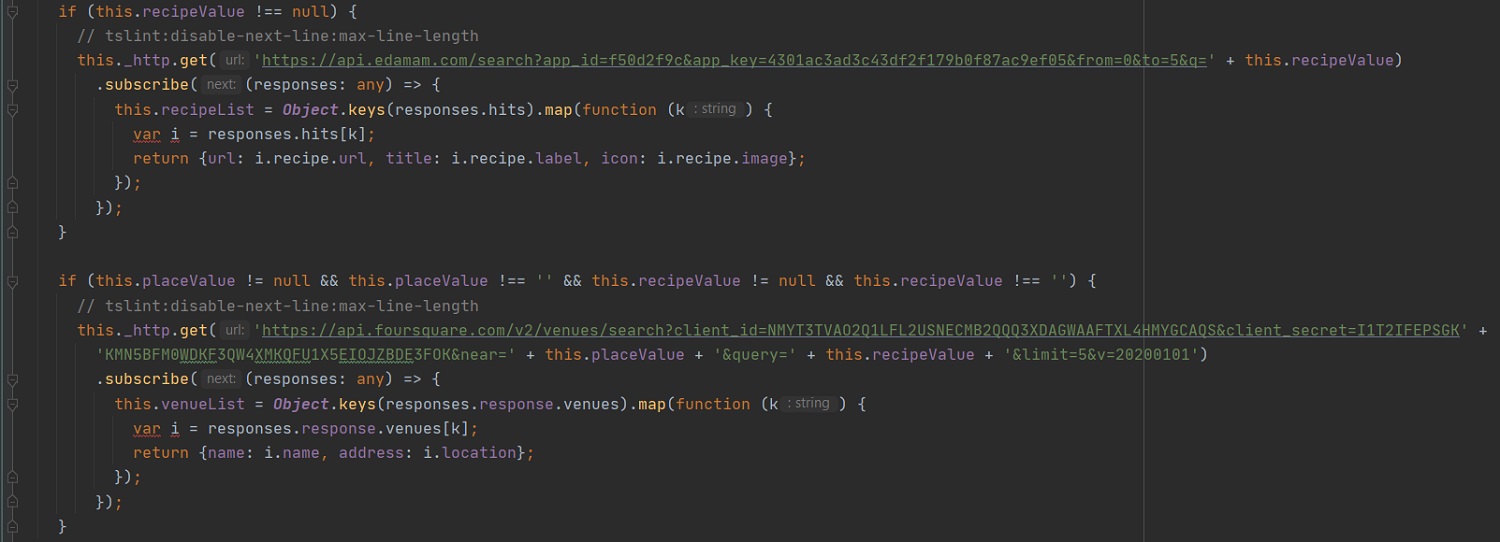 if (this.recipeValue !== null) {
// tslint:disable-next-line:max-line-length
this._http.get( url: 'https://api.edamam.com/search?app_id=f50d2f9c&app_key=4301ac3ad3c43df2f179b0f87ac9ef05&from=0&to=5&q=' + this.recipeValue)
.subscribe( next: (responses: any) => {
this.recipeList = Object.keys(responses.hits).map(function (k : string ) {
var i = responses.hits[k];
return {url: i.recipe.url, title: i.recipe.label, icon: i.recipe.image};
});
});
}
if (this.placeValue != null && this.placeValue !== '' && this.recipeValue != null && this.recipeValue !== '') {
// tslint:disable-next-line:max-line-length
this._http.get( url: 'https://api.foursquare.com/v2/venues/search?client_id=NMYT3TVAO2Q1LFL2USNECMB2QQQ3XDAGWAAFTXL4HMYGCAQS&client_secret=I1T2IFEPSGK' +
'KMN5BFM0WDKF3QW4XMKQFU1X5EIOJZBDE3FOK&near=' + this.placeValue + '&query=' + this.recipeValue + '&limit=5&v=20200101')
.subscribe( next: (responses: any) => {
this.venueList = Object.keys(responses.response.venues).map(function (k : string ) {
var i = responses.response.venues[k];
return {name: i.name, address: i.location};
});
});
}